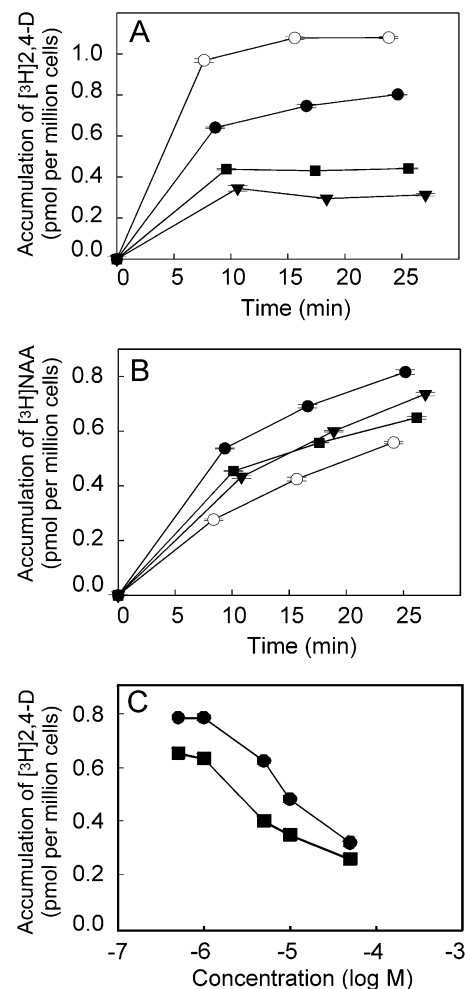 A
Accumulation of [³H]2,4-D
(pmol per million cells)
1.0
0.8
0.6
0.4
0.2
0.0
0 5 10 15 20 25
Time (min)
B
Accumulation of [³H]NAA
(pmol per million cells)
0.8
0.6
0.4
0.2
0.0
0 5 10 15 20 25
Time (min)
C
Accumulation of [³H]2,4-D
(pmol per million cells)
0.8
0.6
0.4
0.2
0.0
-7 -6 -5 -4 -3
Concentration (log M)